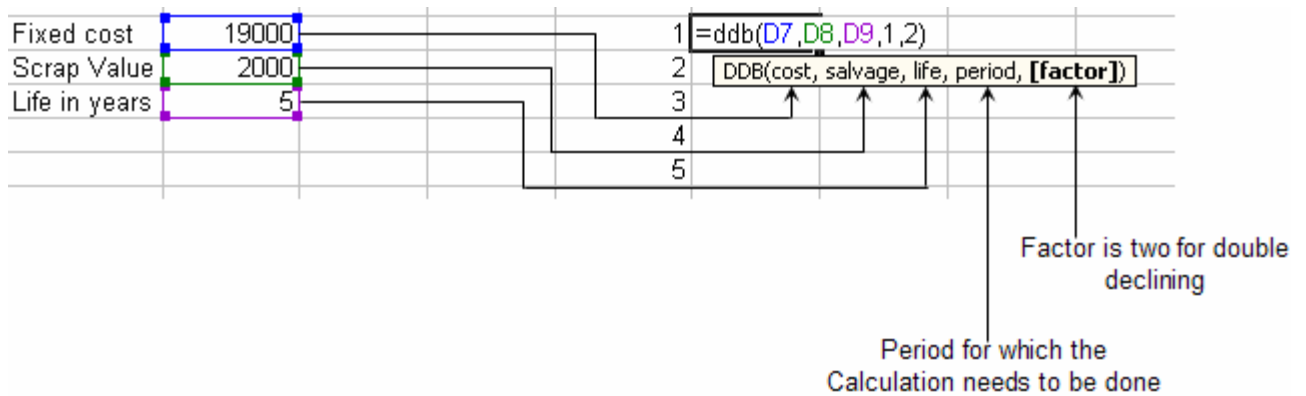 Fixed cost 19000 1 =ddb(D7,D8,D9,1,2)
Scrap Value 2000 2 DDB(cost, salvage, life, period, [factor])
Life in years 5 3
4
5
Factor is two for double
declining
Period for which the
Calculation needs to be done